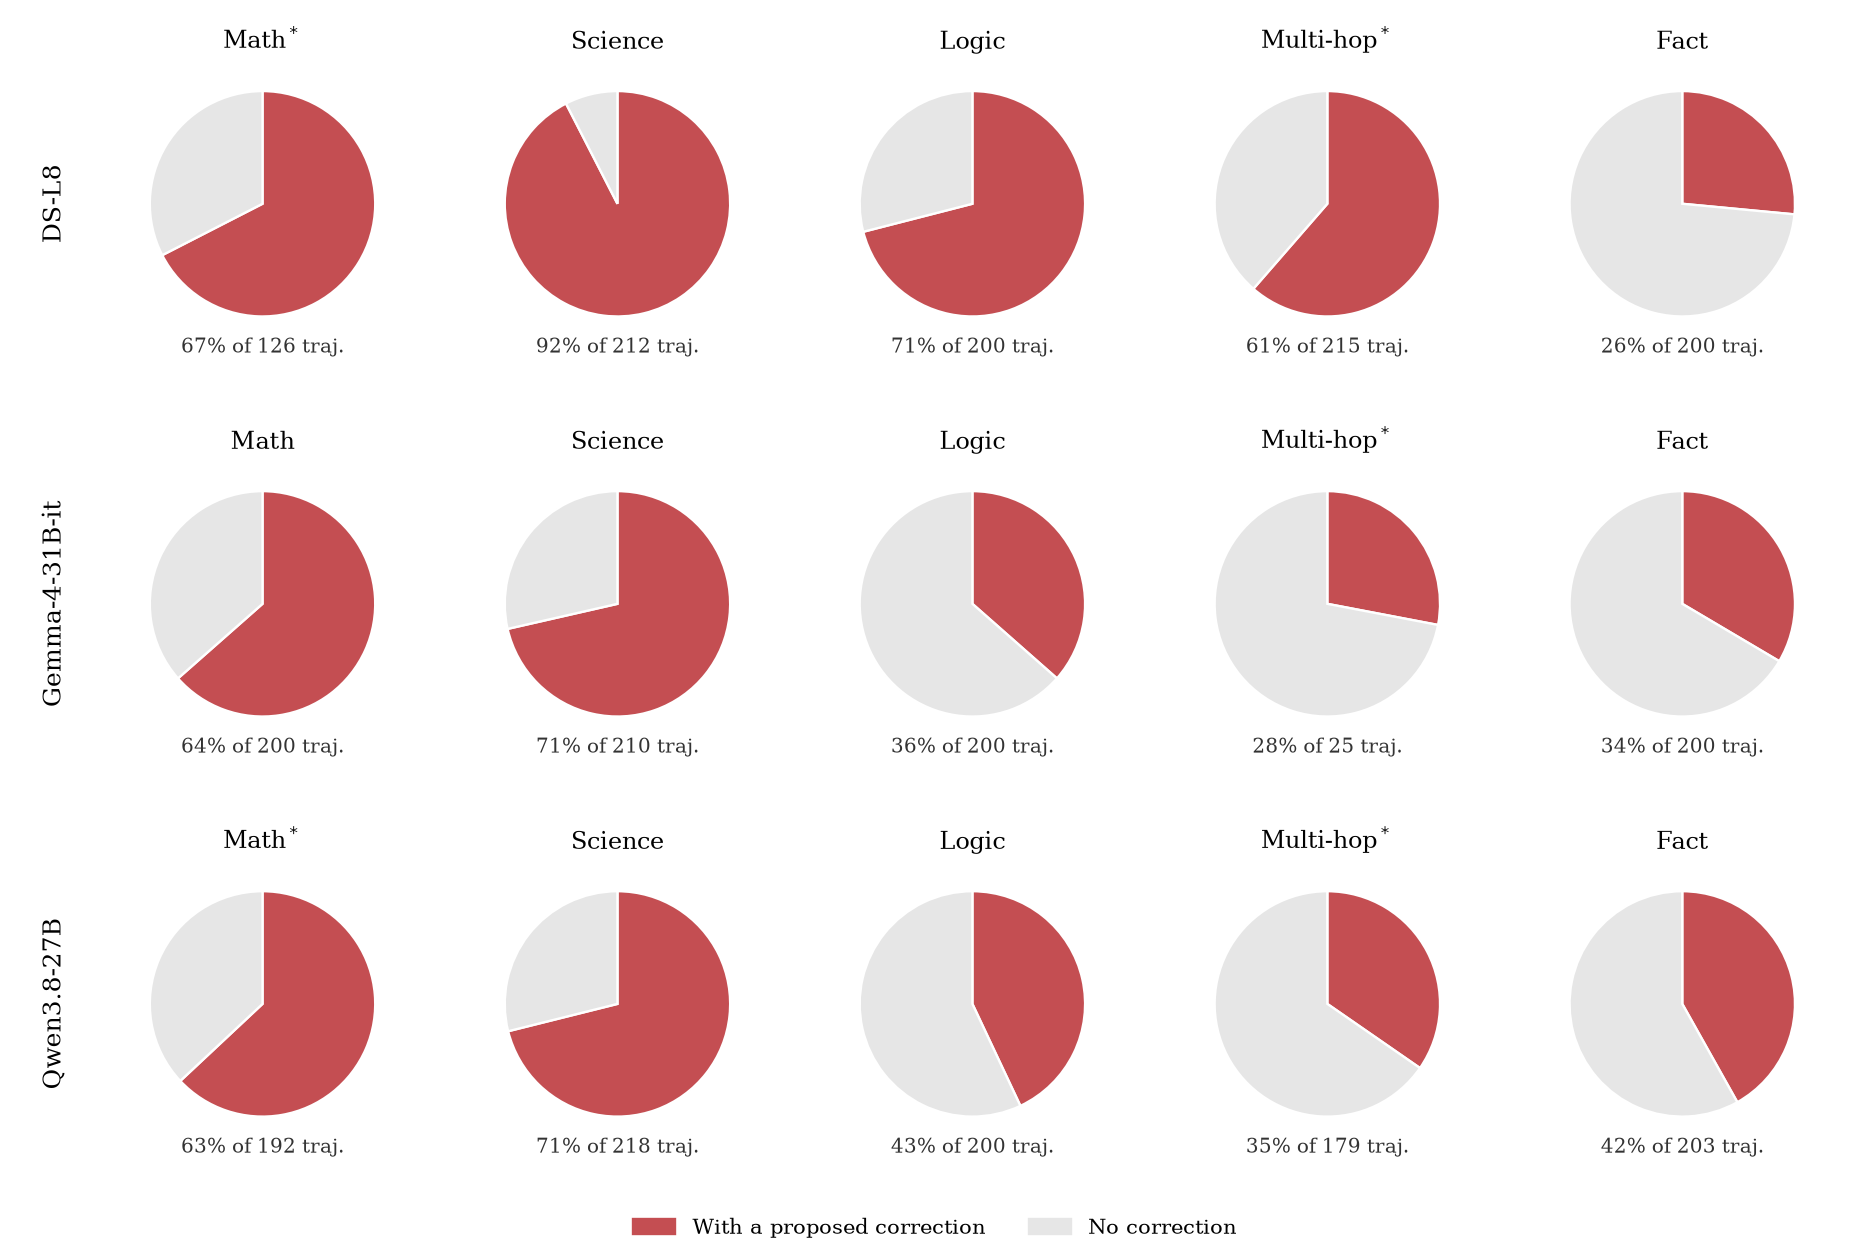 Math* Science Logic Multi-hop* Fact
DS-L8
67% of 126 traj. 92% of 212 traj. 71% of 200 traj. 61% of 215 traj. 26% of 200 traj.
Math Science Logic Multi-hop* Fact
Gemma-4-31B-it
64% of 200 traj. 71% of 210 traj. 36% of 200 traj. 28% of 25 traj. 34% of 200 traj.
Math* Science Logic Multi-hop* Fact
Qwen3.8-27B
63% of 192 traj. 71% of 218 traj. 43% of 200 traj. 35% of 179 traj. 42% of 203 traj.
With a proposed correction No correction